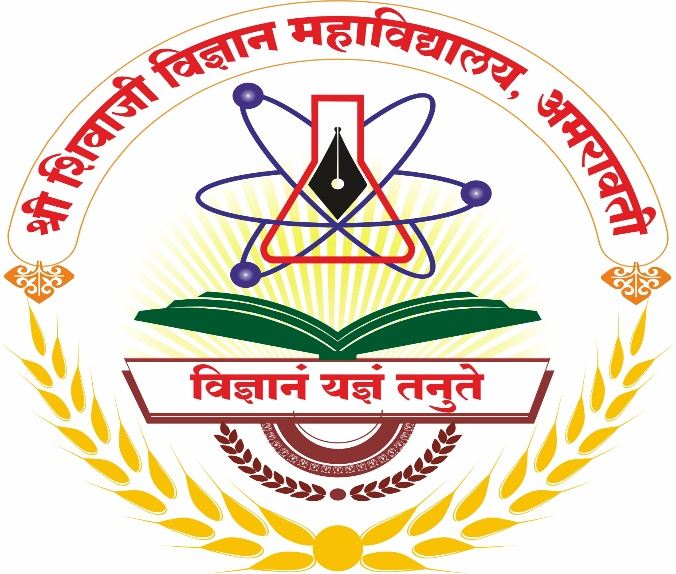 श्री शिवाजी विज्ञान महाविद्यालय, अमरावती
विज्ञानं यज्ञं तनुते